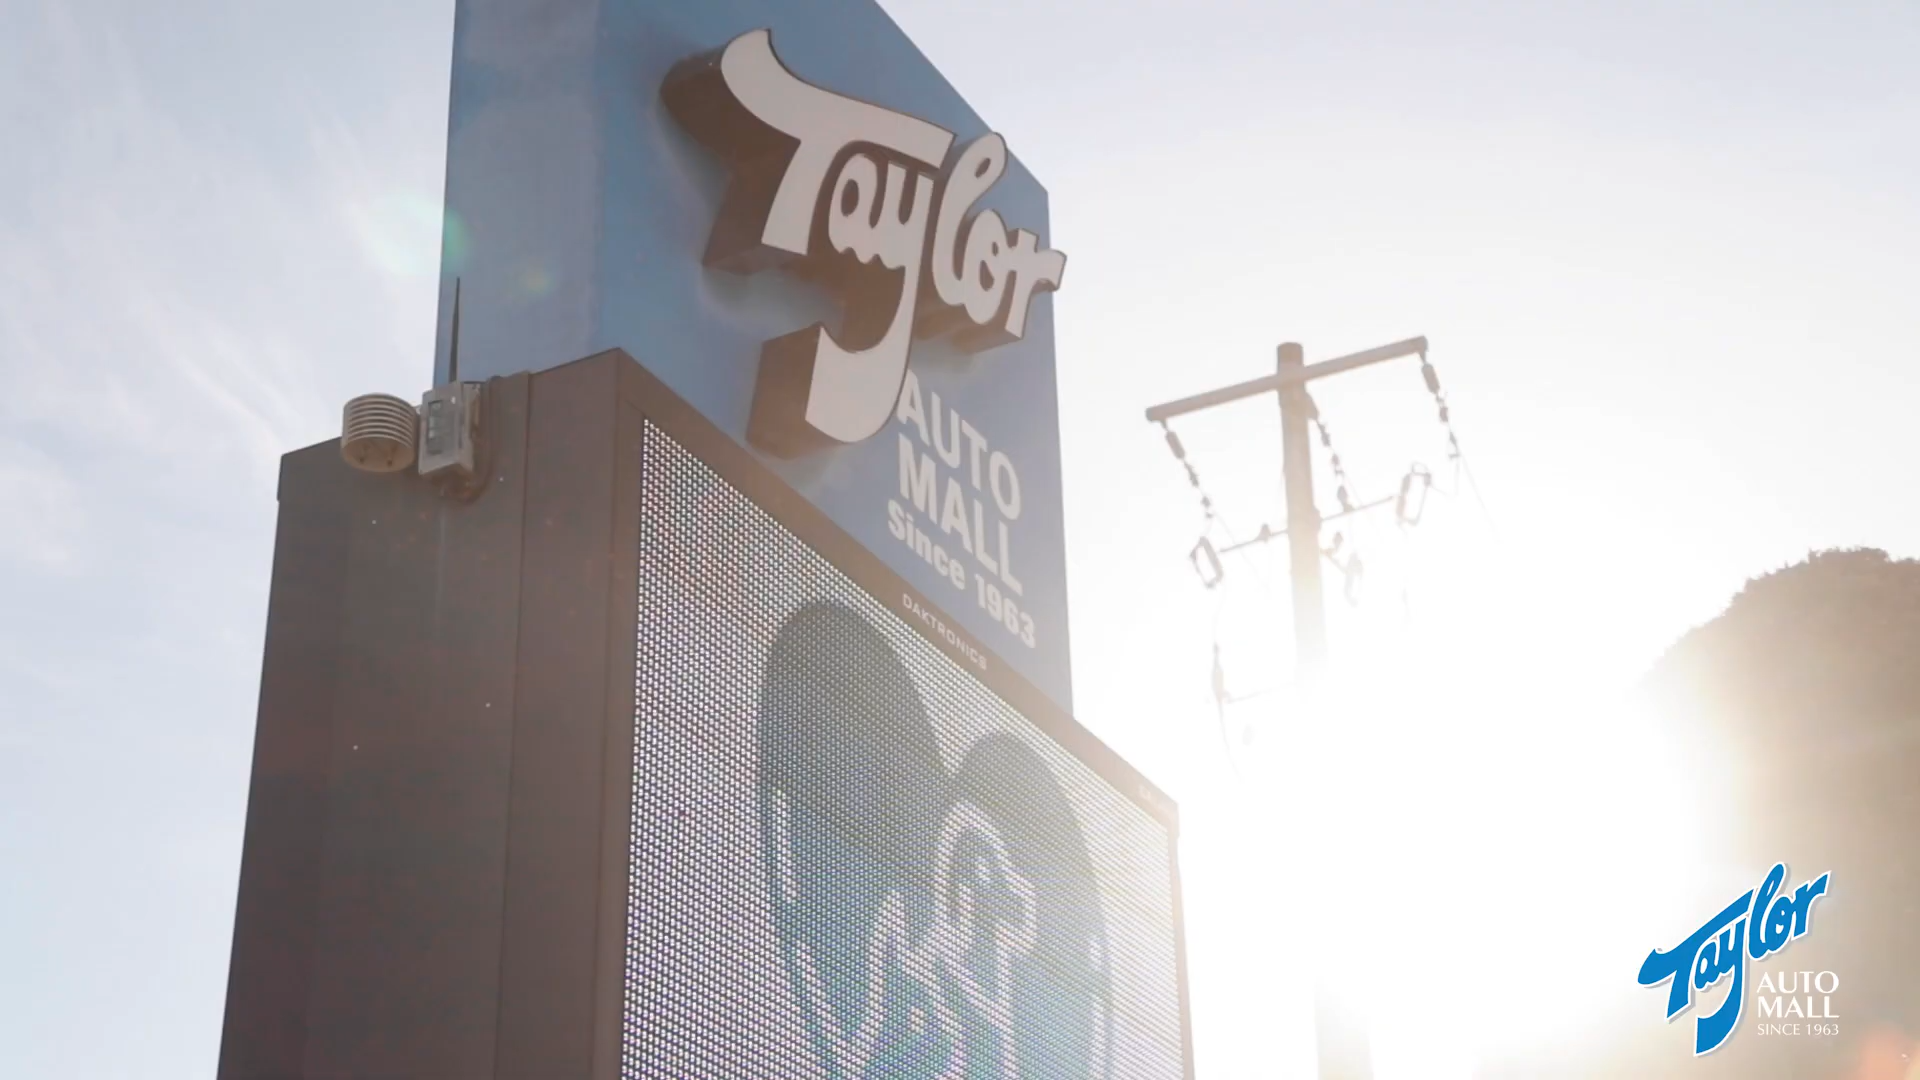 Taylor
AUTO
MALL
Since 1963
DAKTRONICS
Taylor
AUTO
MALL
SINCE 1963